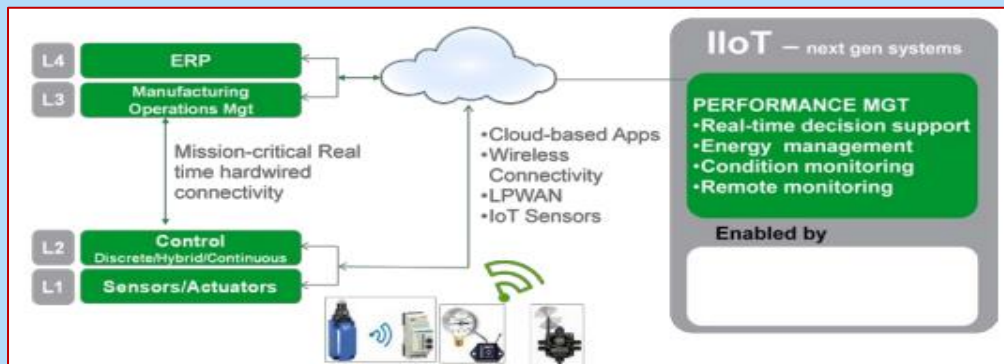 L4
ERP
L3
Manufacturing
Operations Mgt
Mission-critical Real
time hardwired
connectivity
L2
Control
Discrete/Hybrid/Continuous
L1
Sensors/Actuators
•Cloud-based Apps
•Wireless
Connectivity
•LPWAN
•IoT Sensors
IIoT – next gen systems
PERFORMANCE MGT
•Real-time decision support
•Energy management
•Condition monitoring
•Remote monitoring
Enabled by